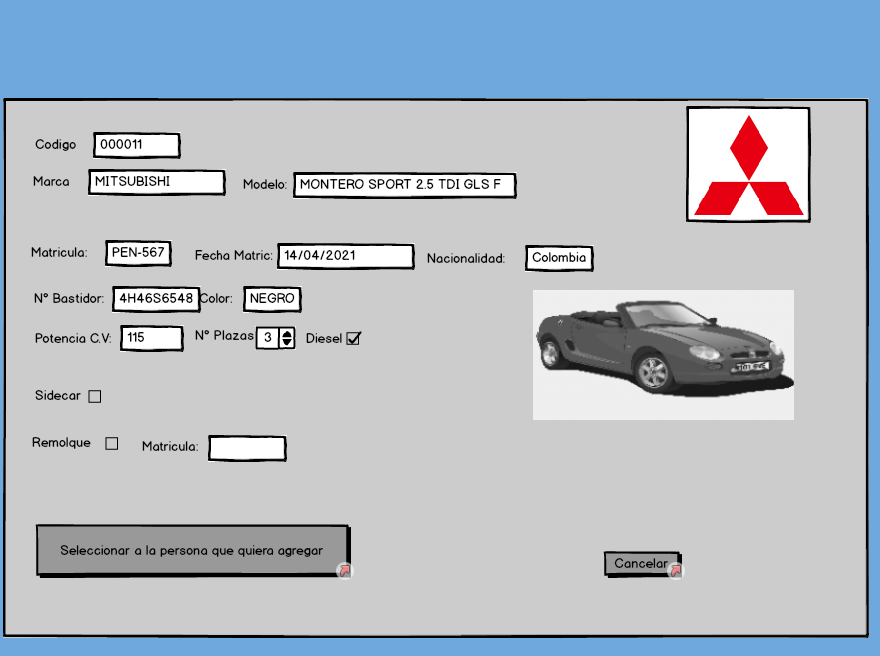 Codigo 000011
Marca MITSUBISHI Modelo: MONTERO SPORT 2.5 TDI GLS F
Matricula: PEN-567 Fecha Matric: 14/04/2021 Nacionalidad: Colombia
Nº Bastidor: 4H46S6548 Color: NEGRO
Potencia C.V: 115 Nº Plazas 3 Diesel
Sidecar
Remolque Matricula:
Seleccionar a la persona que quiera agregar
Cancelar